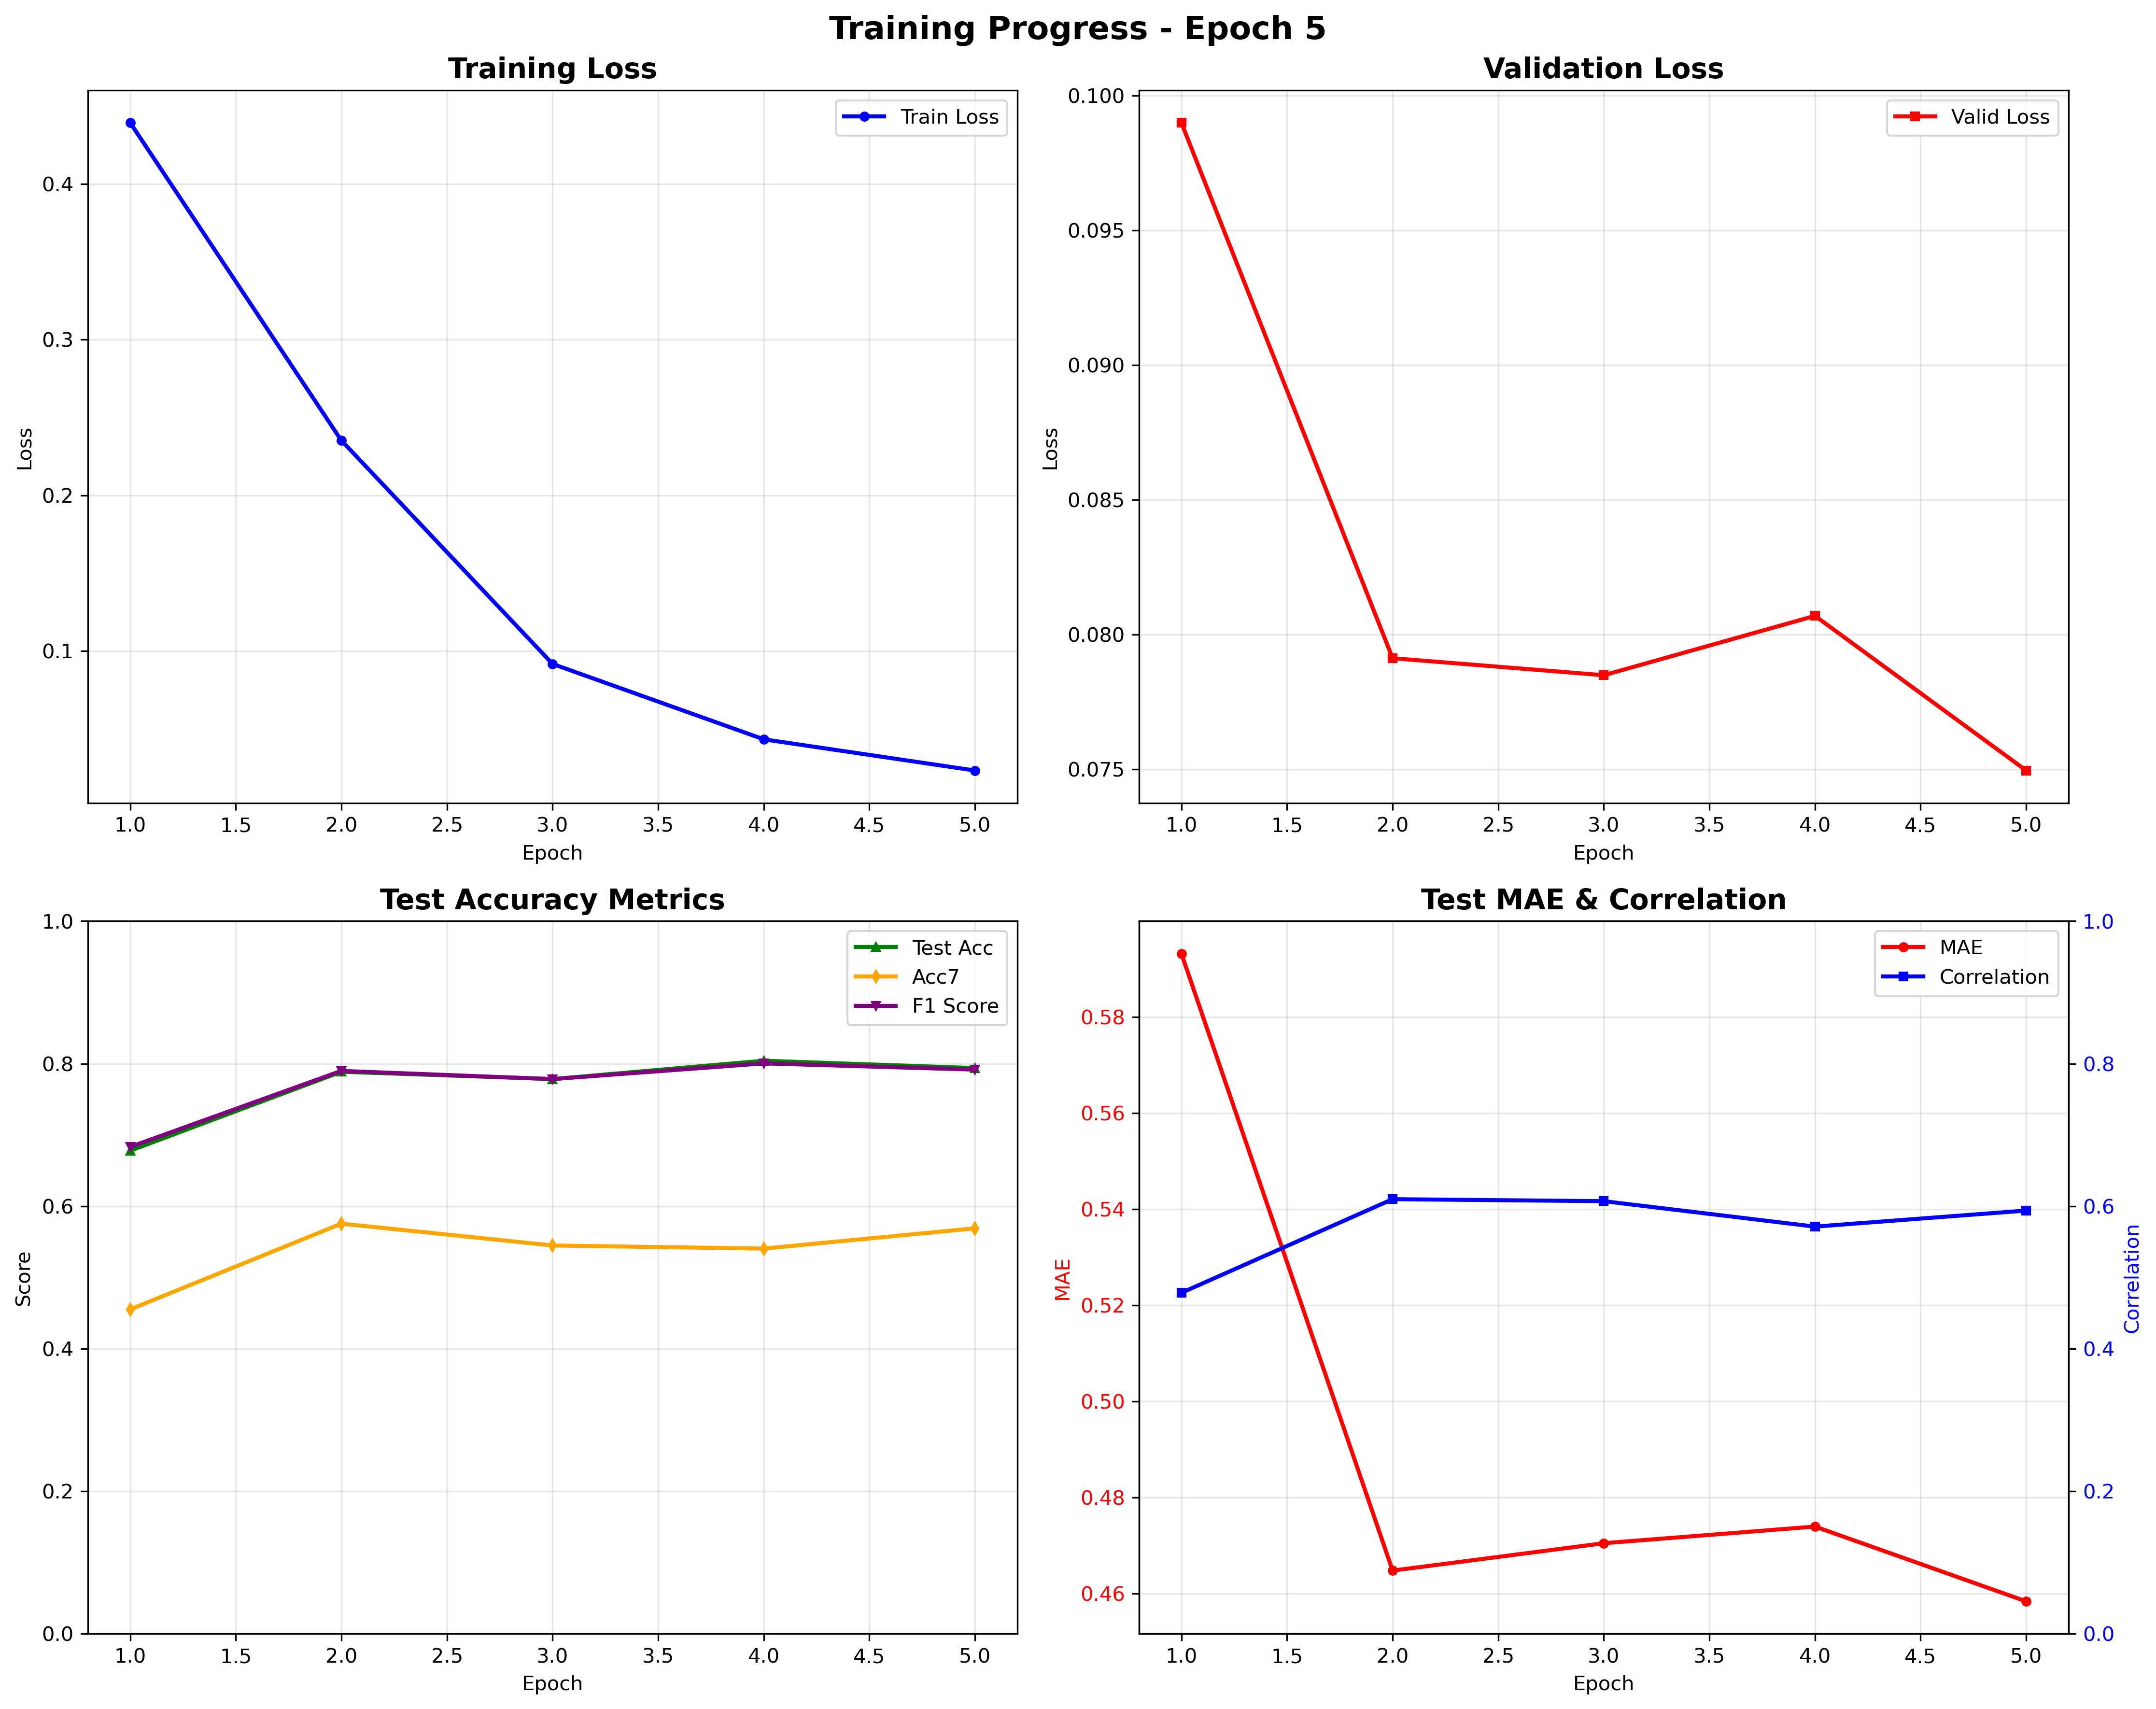 Training Progress - Epoch 5
Training Loss
Train Loss
Loss
0.4
0.3
0.2
0.1
1.0 1.5 2.0 2.5 3.0 3.5 4.0 4.5 5.0
Epoch
Validation Loss
Valid Loss
Loss
0.100
0.095
0.090
0.085
0.080
0.075
1.0 1.5 2.0 2.5 3.0 3.5 4.0 4.5 5.0
Epoch
Test Accuracy Metrics
Test Acc
Acc7
F1 Score
Score
1.0
0.8
0.6
0.4
0.2
0.0
1.0 1.5 2.0 2.5 3.0 3.5 4.0 4.5 5.0
Epoch
Test MAE & Correlation
MAE
Correlation
MAE
0.58
0.56
0.54
0.52
0.50
0.48
0.46
1.0
0.8
0.6
0.4
0.2
0.0
Correlation
1.0 1.5 2.0 2.5 3.0 3.5 4.0 4.5 5.0
Epoch